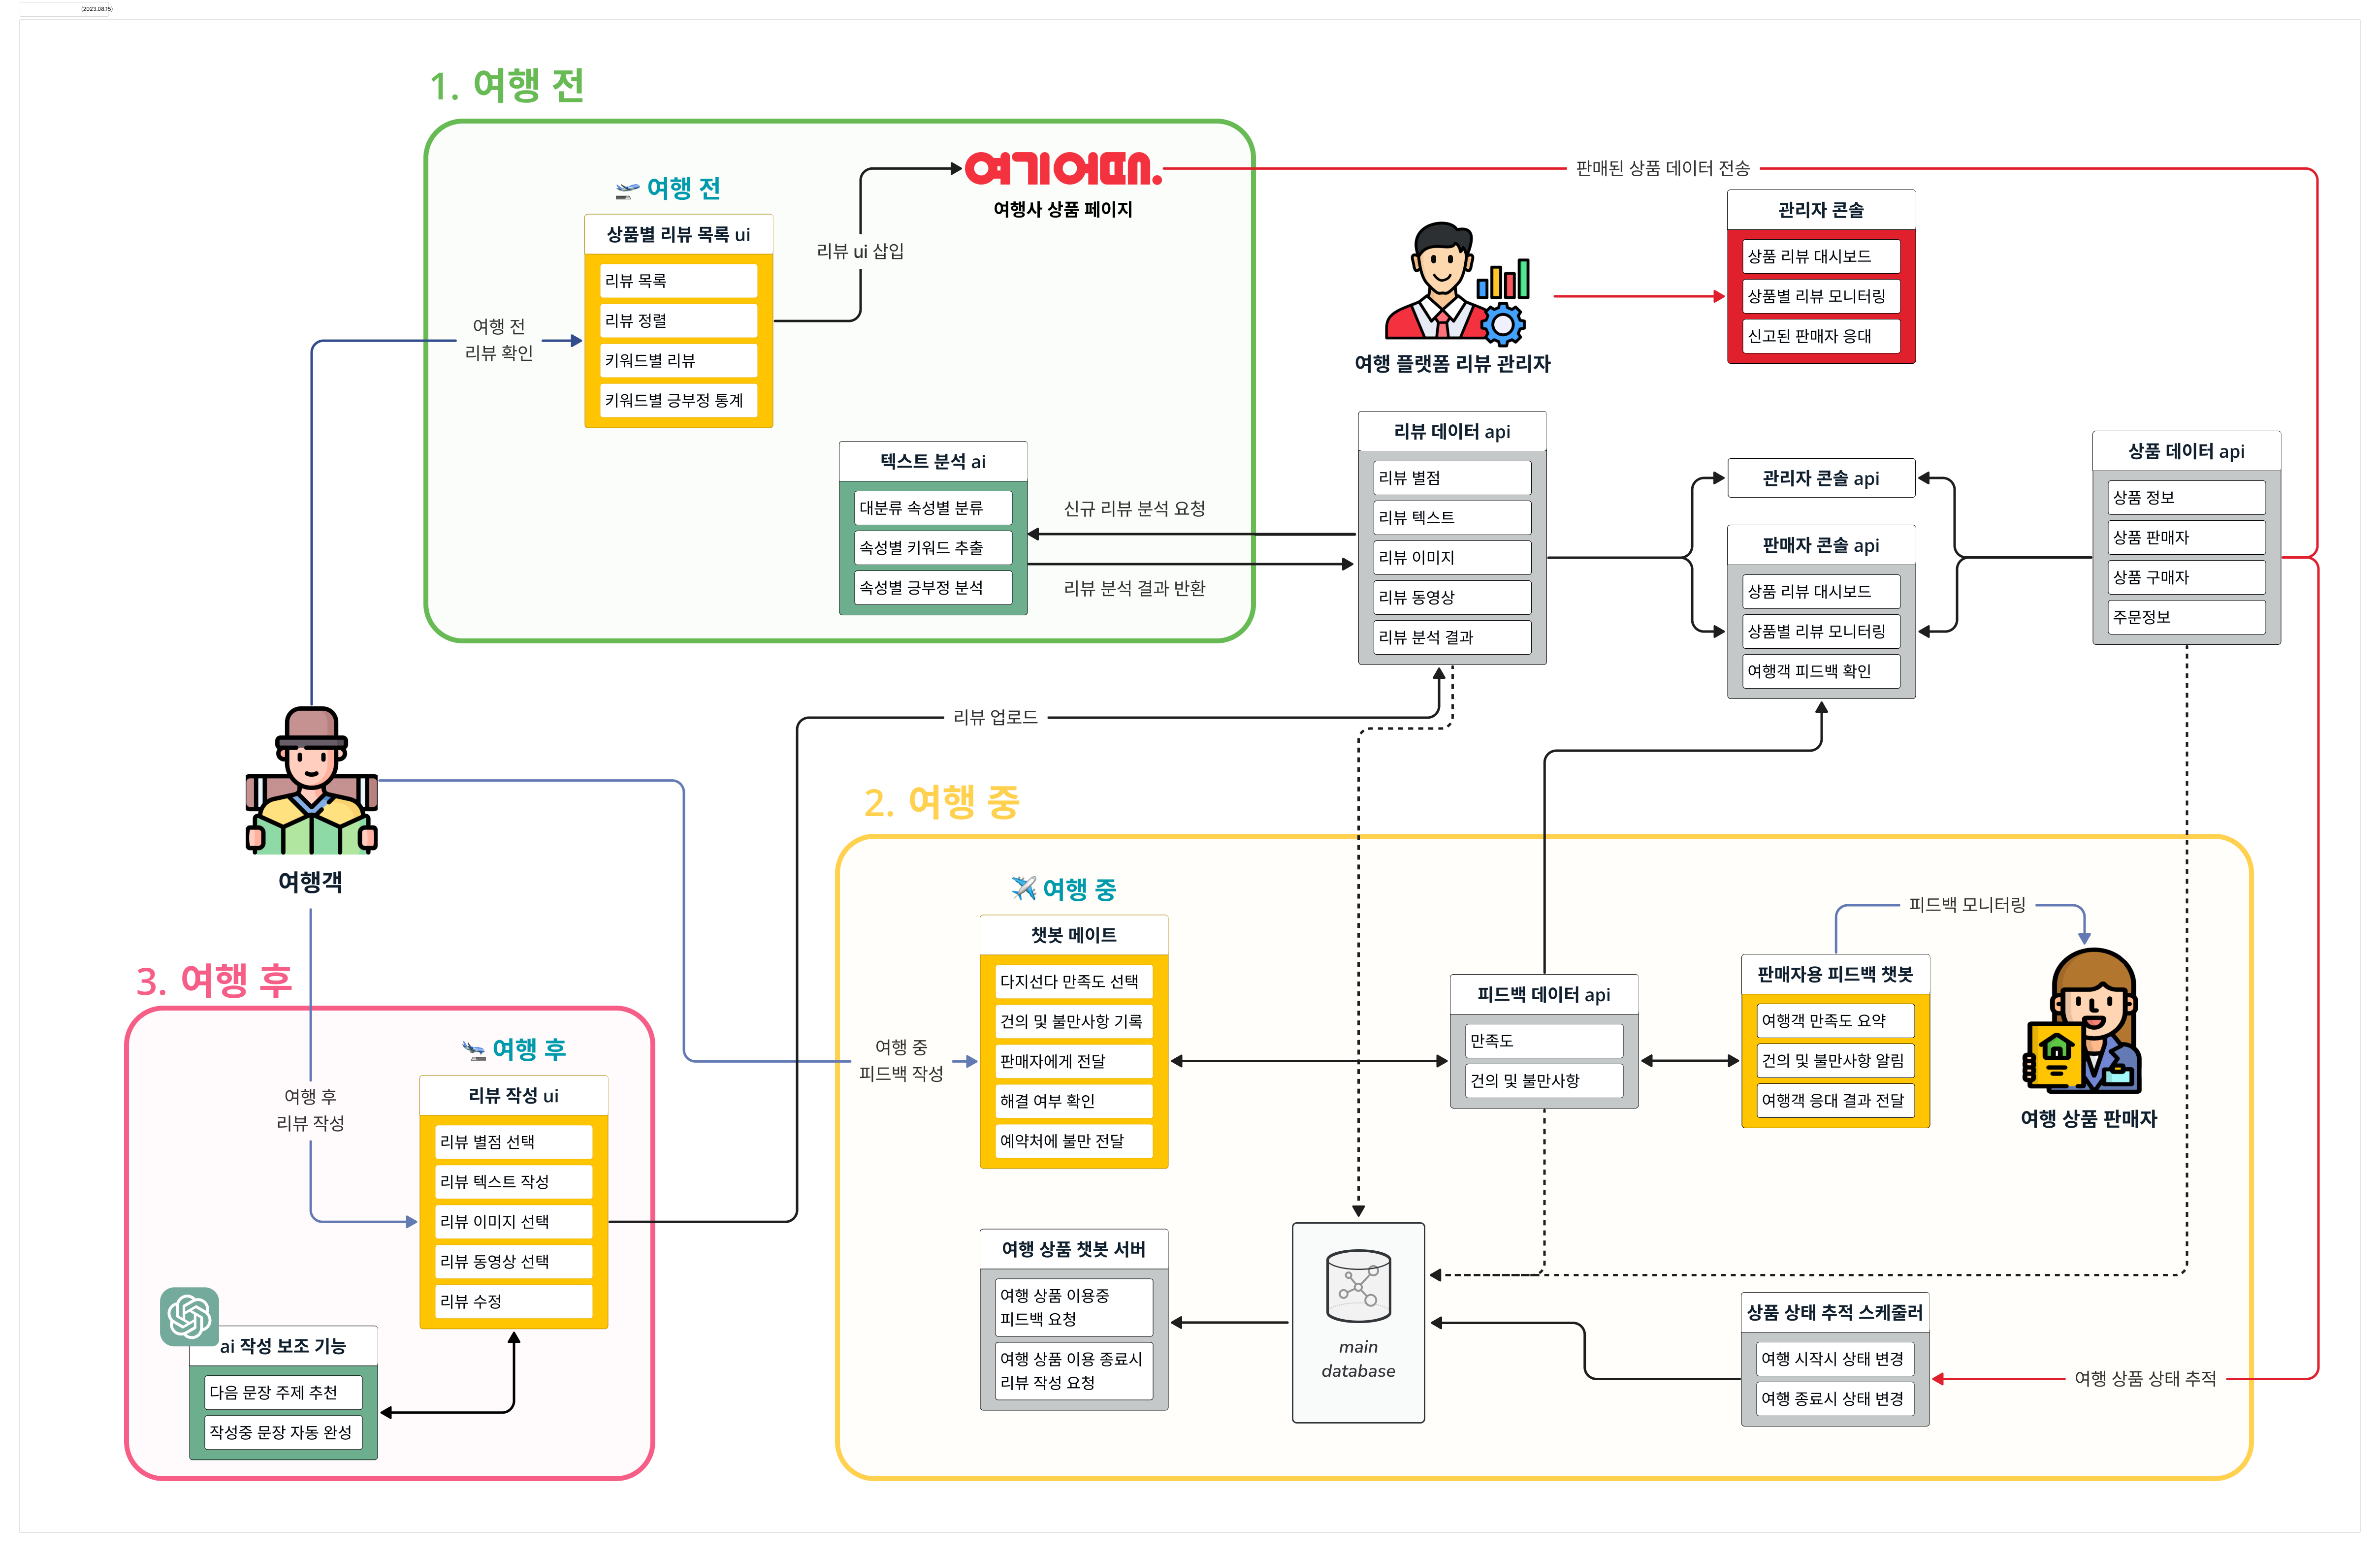 (2023.08.15)
1. 여행 전
여행 전
상품별 리뷰 목록 ui
리뷰 목록
리뷰 정렬
키워드별 리뷰
키워드별 긍부정 통계
여행 전
리뷰 확인
리뷰 ui 삽입
여기어때.
여행사 상품 페이지
판매된 상품 데이터 전송
텍스트 분석 ai
대분류 속성별 분류
속성별 키워드 추출
속성별 긍부정 분석
신규 리뷰 분석 요청
리뷰 분석 결과 반환
여행 플랫폼 리뷰 관리자
관리자 콘솔
상품 리뷰 대시보드
상품별 리뷰 모니터링
신고된 판매자 응대
리뷰 데이터 api
리뷰 별점
리뷰 텍스트
리뷰 이미지
리뷰 동영상
리뷰 분석 결과
관리자 콘솔 api
판매자 콘솔 api
상품 리뷰 대시보드
상품별 리뷰 모니터링
여행객 피드백 확인
상품 데이터 api
상품 정보
상품 판매자
상품 구매자
주문정보
리뷰 업로드
여행객
2. 여행 중
여행 중
챗봇 메이트
다지선다 만족도 선택
건의 및 불만사항 기록
판매자에게 전달
해결 여부 확인
예약처에 불만 전달
여행 중
피드백 작성
피드백 데이터 api
만족도
건의 및 불만사항
판매자용 피드백 챗봇
여행객 만족도 요약
건의 및 불만사항 알림
여행객 응대 결과 전달
피드백 모니터링
여행 상품 판매자
여행 상품 챗봇 서버
여행 상품 이용중
피드백 요청
여행 상품 이용 종료시
리뷰 작성 요청
main
database
상품 상태 추적 스케줄러
여행 시작시 상태 변경
여행 종료시 상태 변경
여행 상품 상태 추적
3. 여행 후
여행 후
리뷰 작성 ui
리뷰 별점 선택
리뷰 텍스트 작성
리뷰 이미지 선택
리뷰 동영상 선택
리뷰 수정
여행 후
리뷰 작성
ai 작성 보조 기능
다음 문장 주제 추천
작성중 문장 자동 완성